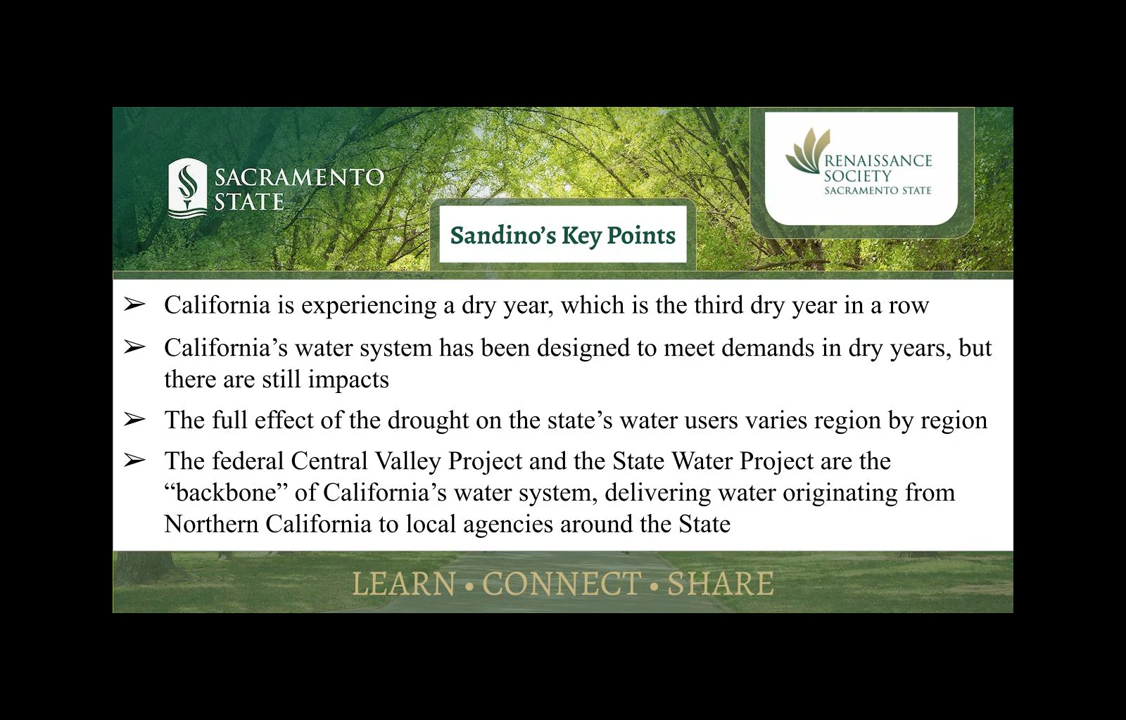 SACRAMENTO
STATE
RENAISSANCE
SOCIETY
SACRAMENTO STATE
Sandino’s Key Points
➢ California is experiencing a dry year, which is the third dry year in a row
➢ California’s water system has been designed to meet demands in dry years, but
there are still impacts
➢ The full effect of the drought on the state’s water users varies region by region
➢ The federal Central Valley Project and the State Water Project are the
“backbone” of California’s water system, delivering water originating from
Northern California to local agencies around the State
LEARN • CONNECT • SHARE